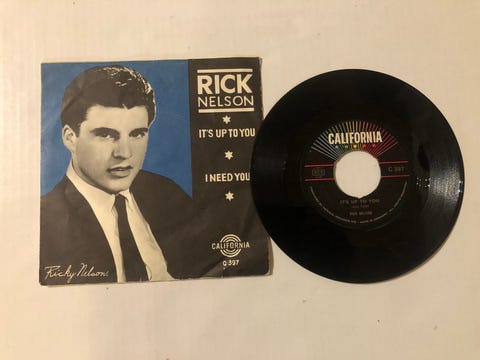 RICK
NELSON
IT'S UP TO YOU
I NEED YOU
CALIFORNIA
C 397
Ricky Nelson
CALIFORNIA
C 397
IT'S UP TO YOU
RICK NELSON